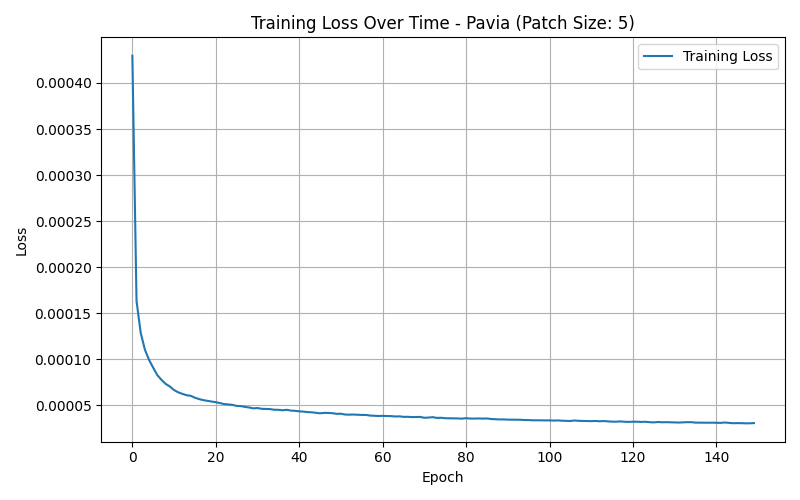 Training Loss Over Time - Pavia (Patch Size: 5)
Training Loss
0.00040
0.00035
0.00030
0.00025
0.00020
0.00015
0.00010
0.00005
Loss
0 20 40 60 80 100 120 140
Epoch